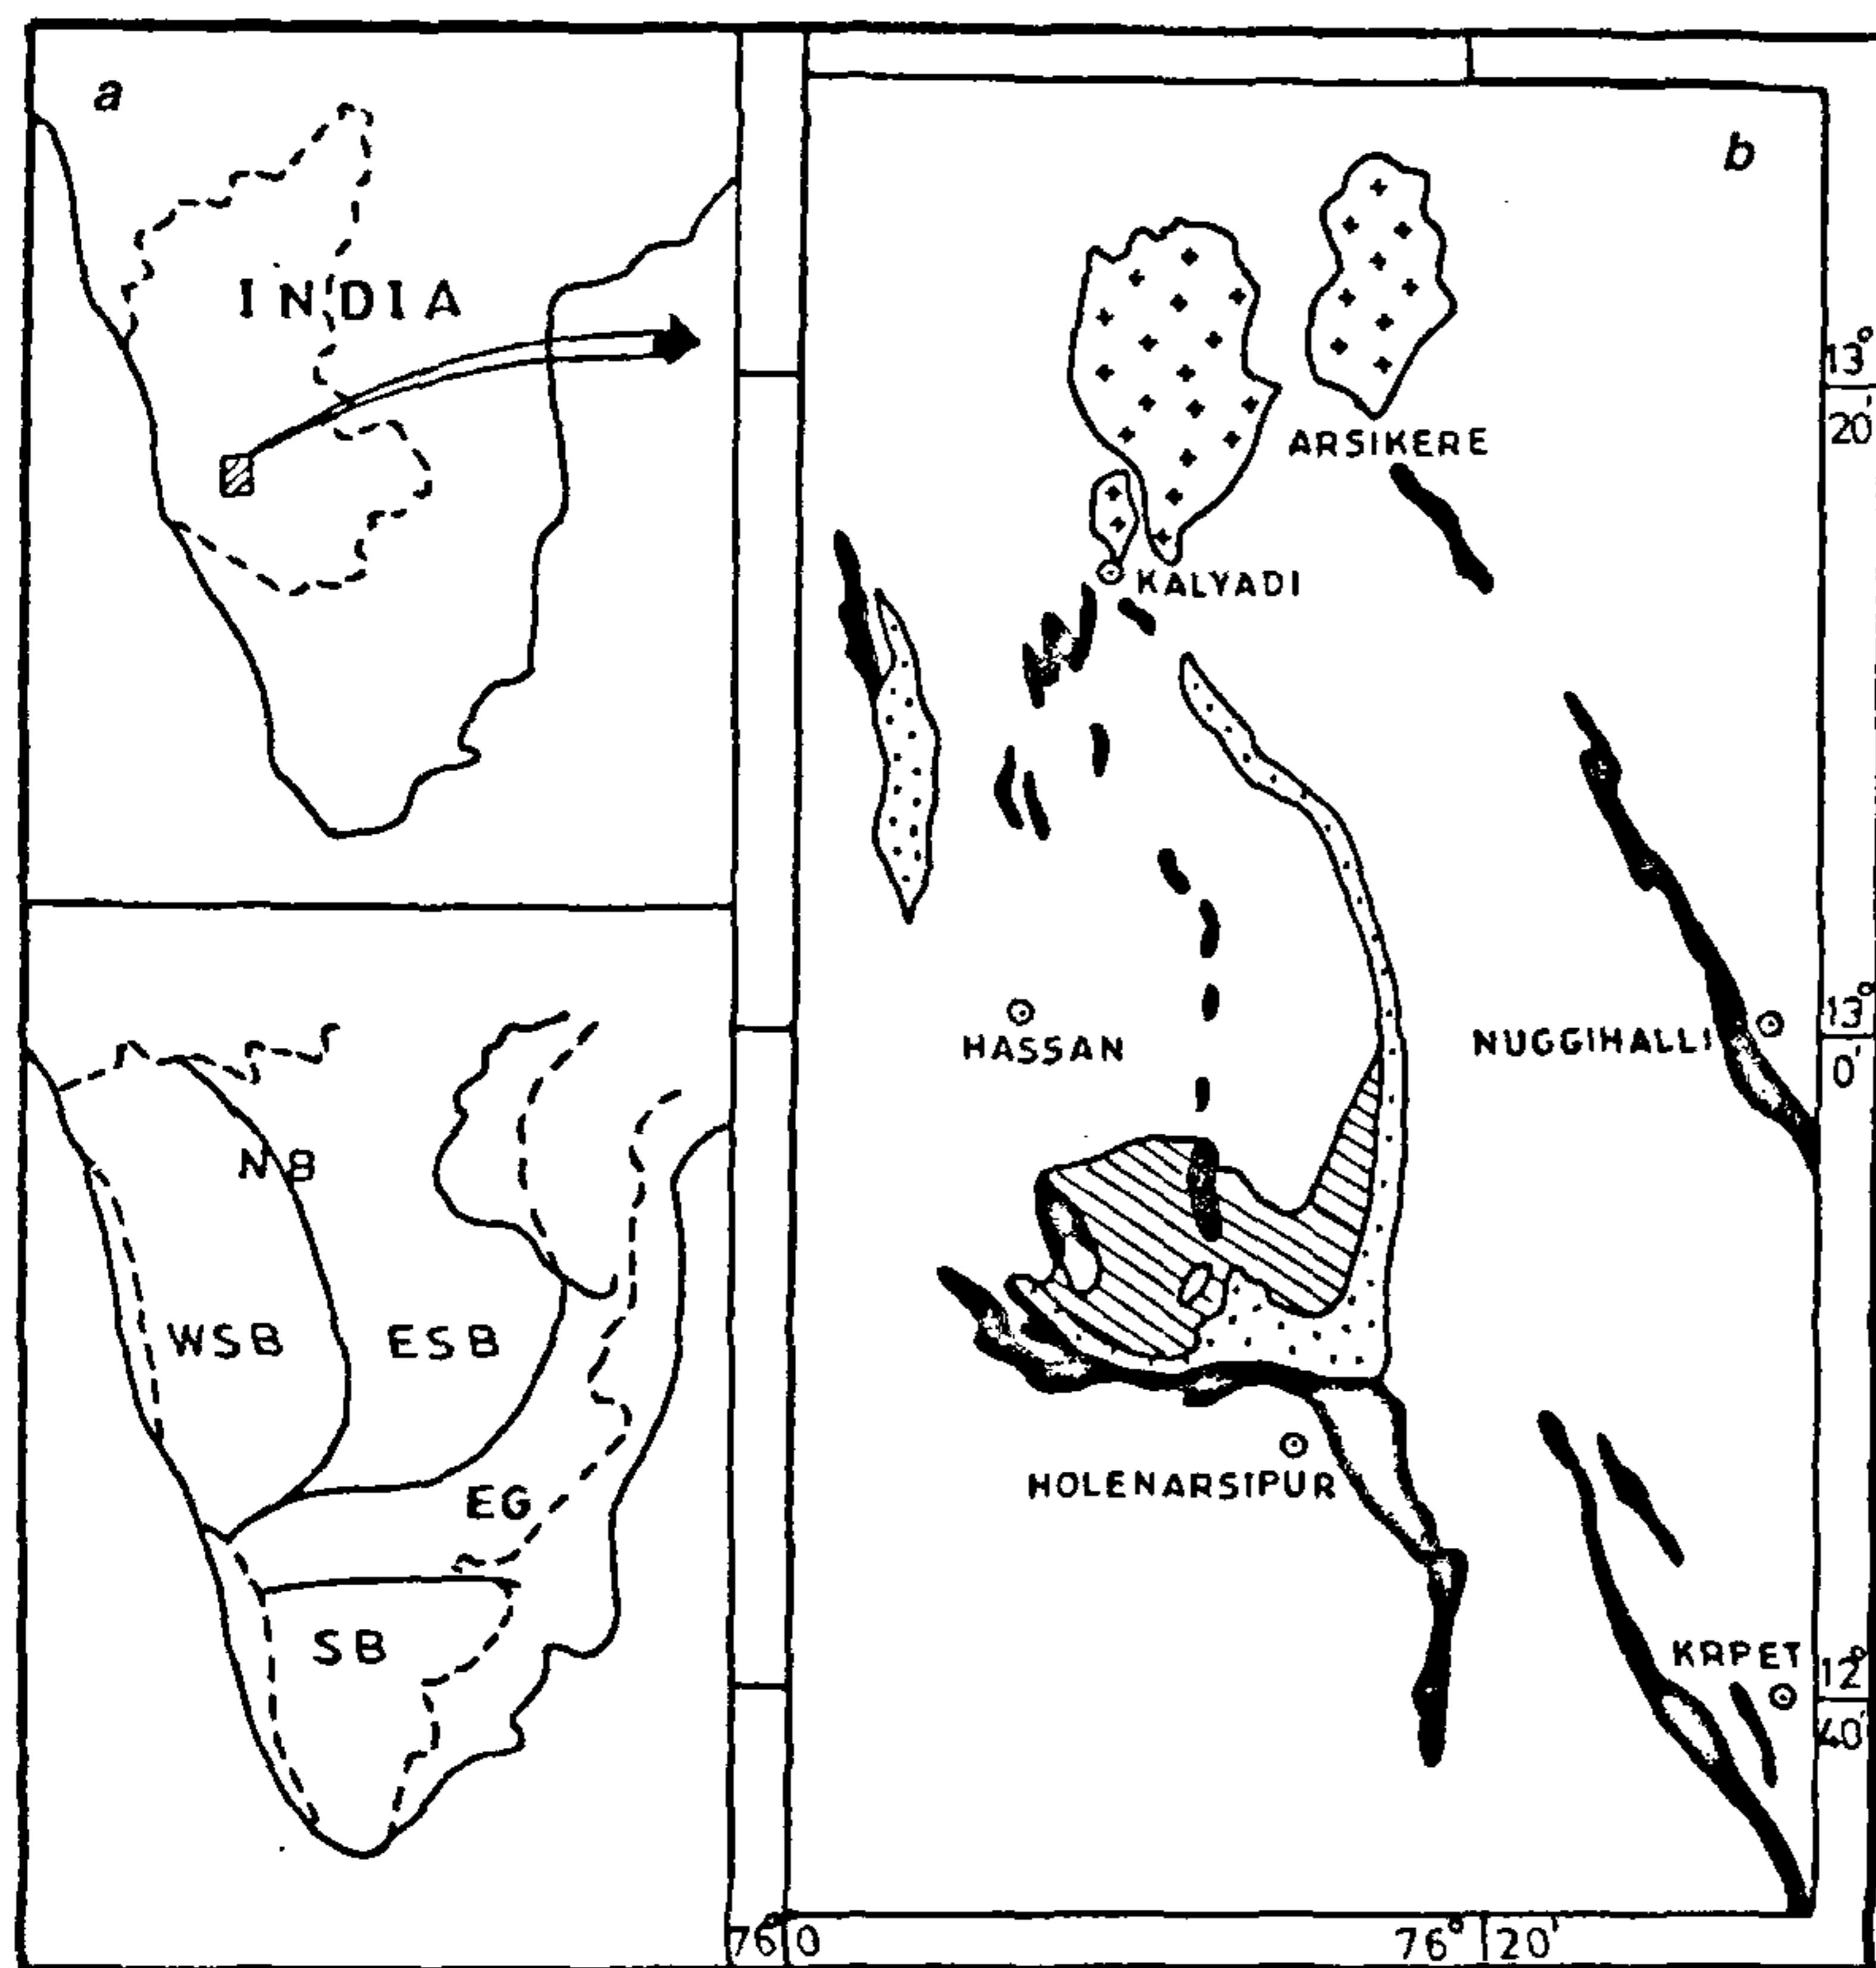 a
INDIA
NB
WSB
ESB
EG
SB
b
ARSIKERE
KALYADI
HASSAN
NUGGIHALLI
HOLENARSIPUR
KRPET
13°
20'
13°
0'
12°
40'
76° 0
76° 20'